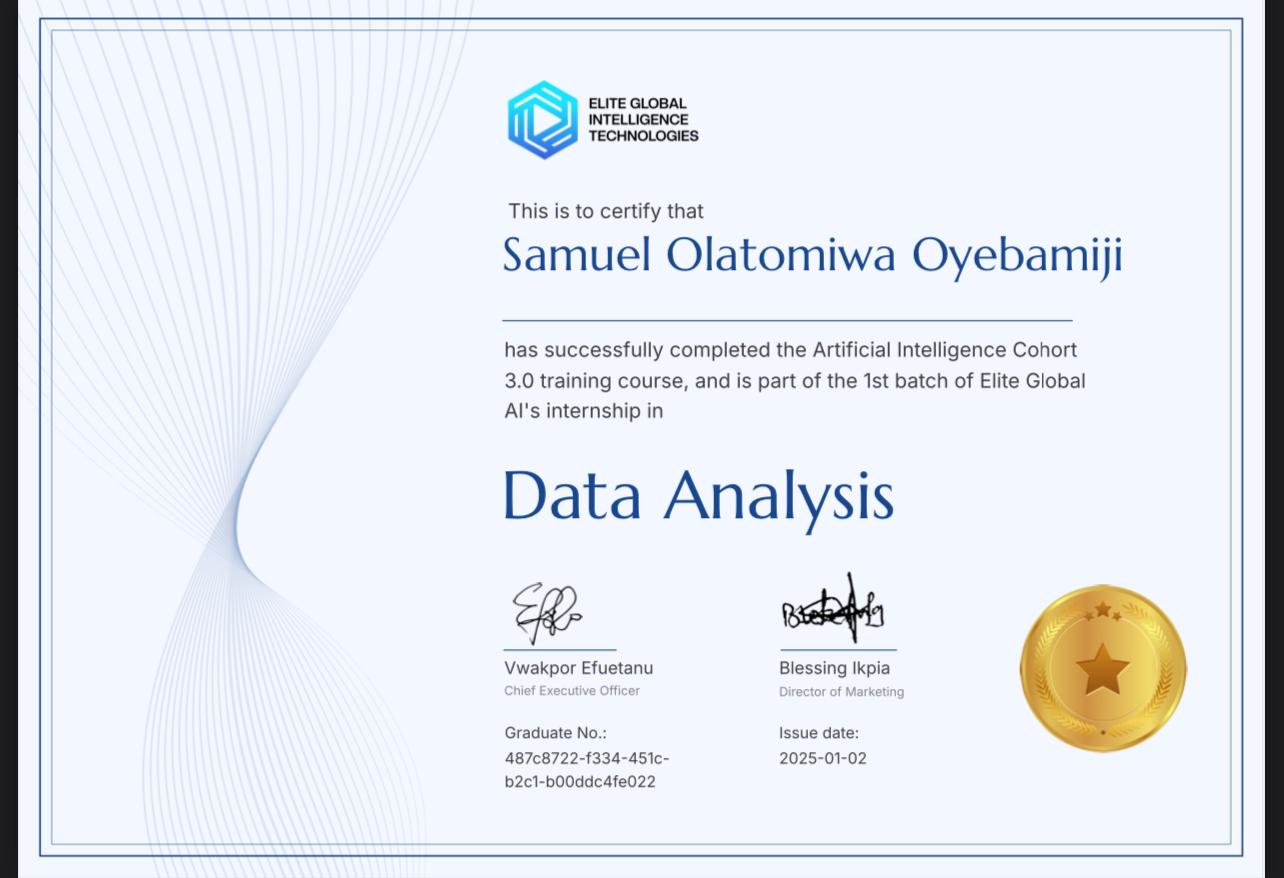 ELITE GLOBAL
INTELLIGENCE
TECHNOLOGIES
This is to certify that
Samuel Olatomiwa Oyebamiji
has successfully completed the Artificial Intelligence Cohort
3.0 training course, and is part of the 1st batch of Elite Global
AI's internship in
Data Analysis
Vwakpor Efuetanu
Chief Executive Officer
Blessing Ikpia
Director of Marketing
Graduate No.:
487c8722-f334-451c-
b2c1-b00ddc4fe022
Issue date:
2025-01-02